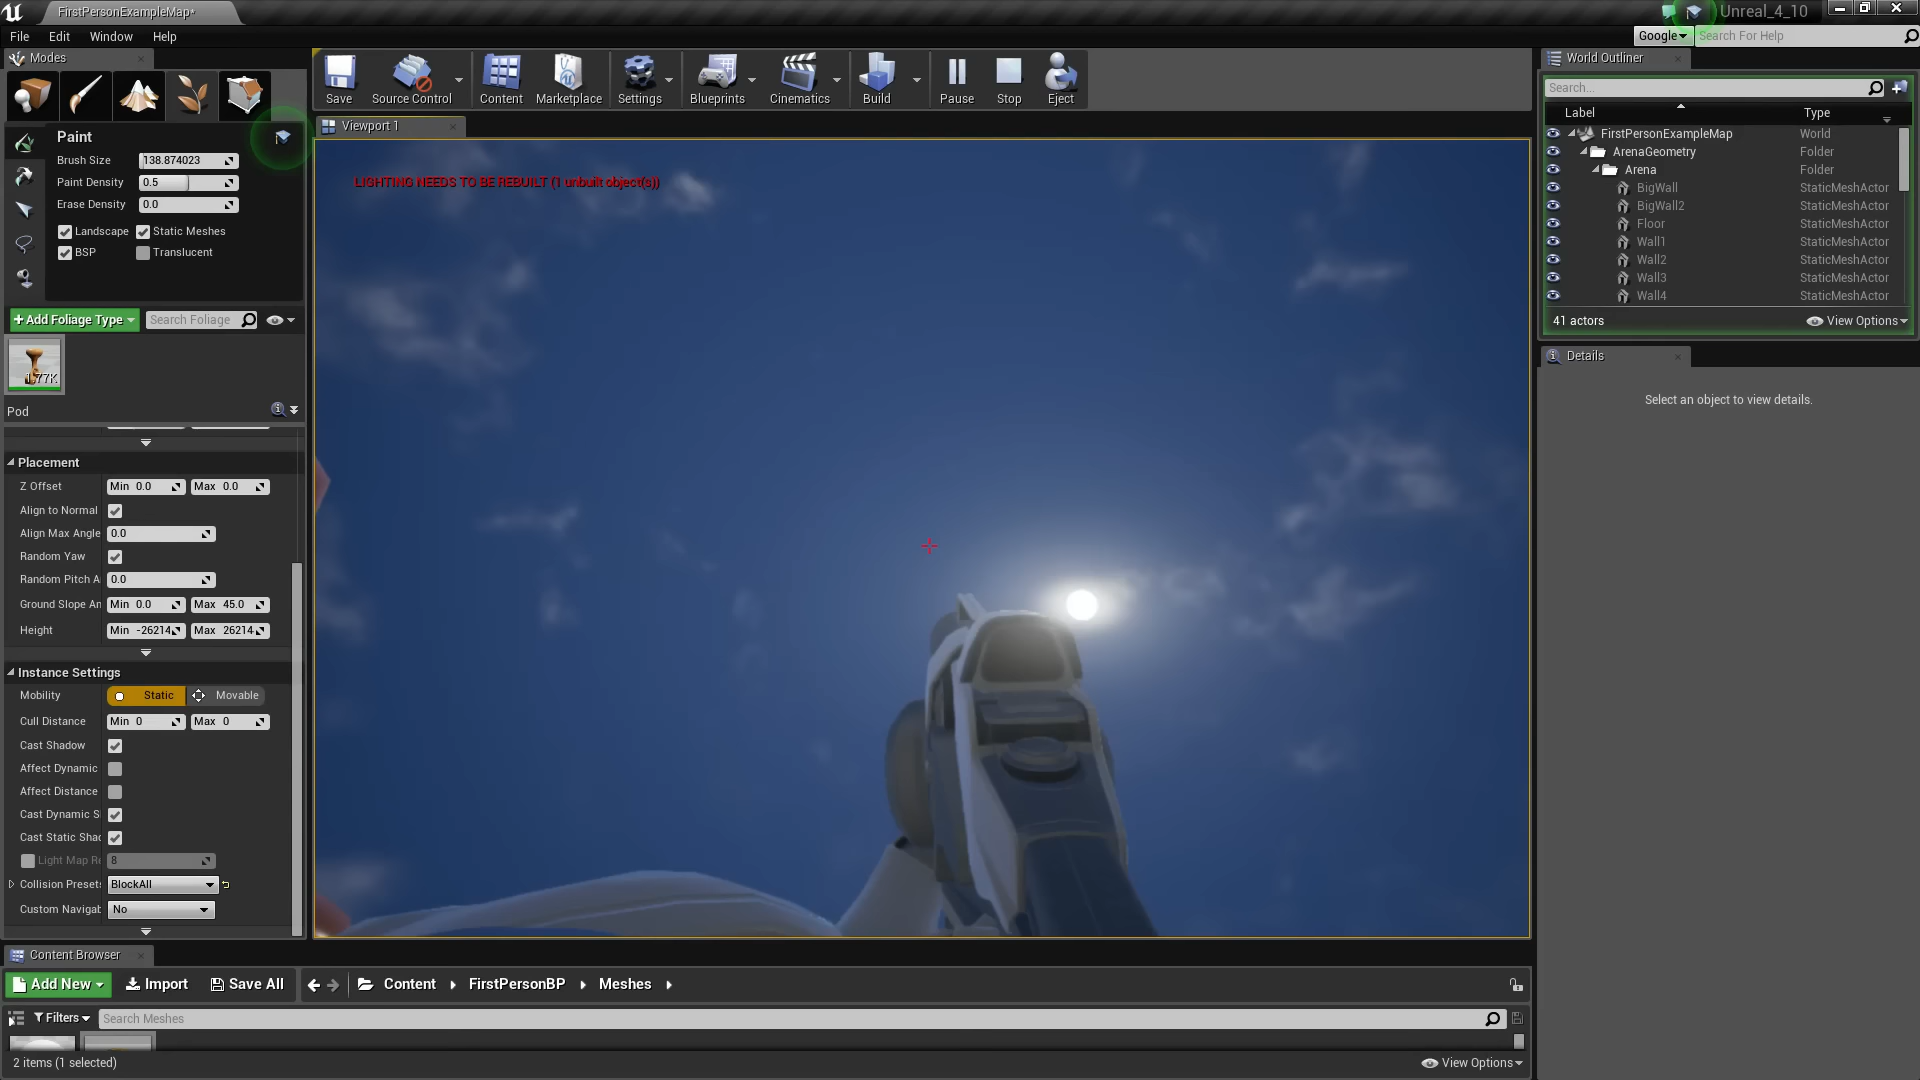 FirstPersonExampleMap*
Unreal_4_10
File Edit Window Help
Google Search For Help
Modes
Save
Source Control
Content
Marketplace
Settings
Blueprints
Cinematics
Build
Pause
Stop
Eject
Paint
Brush Size 138.874023
Paint Density 0.5
Erase Density 0.0
Landscape Static Meshes
BSP Translucent
+ Add Foliage Type Search Foliage
1.77K
Pod
Placement
Z Offset Min 0.0 Max 0.0
Align to Normal
Align Max Angle 0.0
Random Yaw
Random Pitch A 0.0
Ground Slope An Min 0.0 Max 45.0
Height Min -26214 Max 26214
Instance Settings
Mobility Static Movable
Cull Distance Min 0 Max 0
Cast Shadow
Affect Dynamic
Affect Distance
Cast Dynamic S
Cast Static Shad
Light Map Re 8
Collision Presets BlockAll
Custom Navigat No
Viewport 1
LIGHTING NEEDS TO BE REBUILT (1 unbuilt object(s))
World Outliner
Search...
Label Type
FirstPersonExampleMap World
ArenaGeometry Folder
Arena Folder
BigWall StaticMeshActor
BigWall2 StaticMeshActor
Floor StaticMeshActor
Wall1 StaticMeshActor
Wall2 StaticMeshActor
Wall3 StaticMeshActor
Wall4 StaticMeshActor
41 actors View Options
Details
Select an object to view details.
Content Browser
Add New Import Save All Content FirstPersonBP Meshes
Filters Search Meshes
2 items (1 selected) View Options